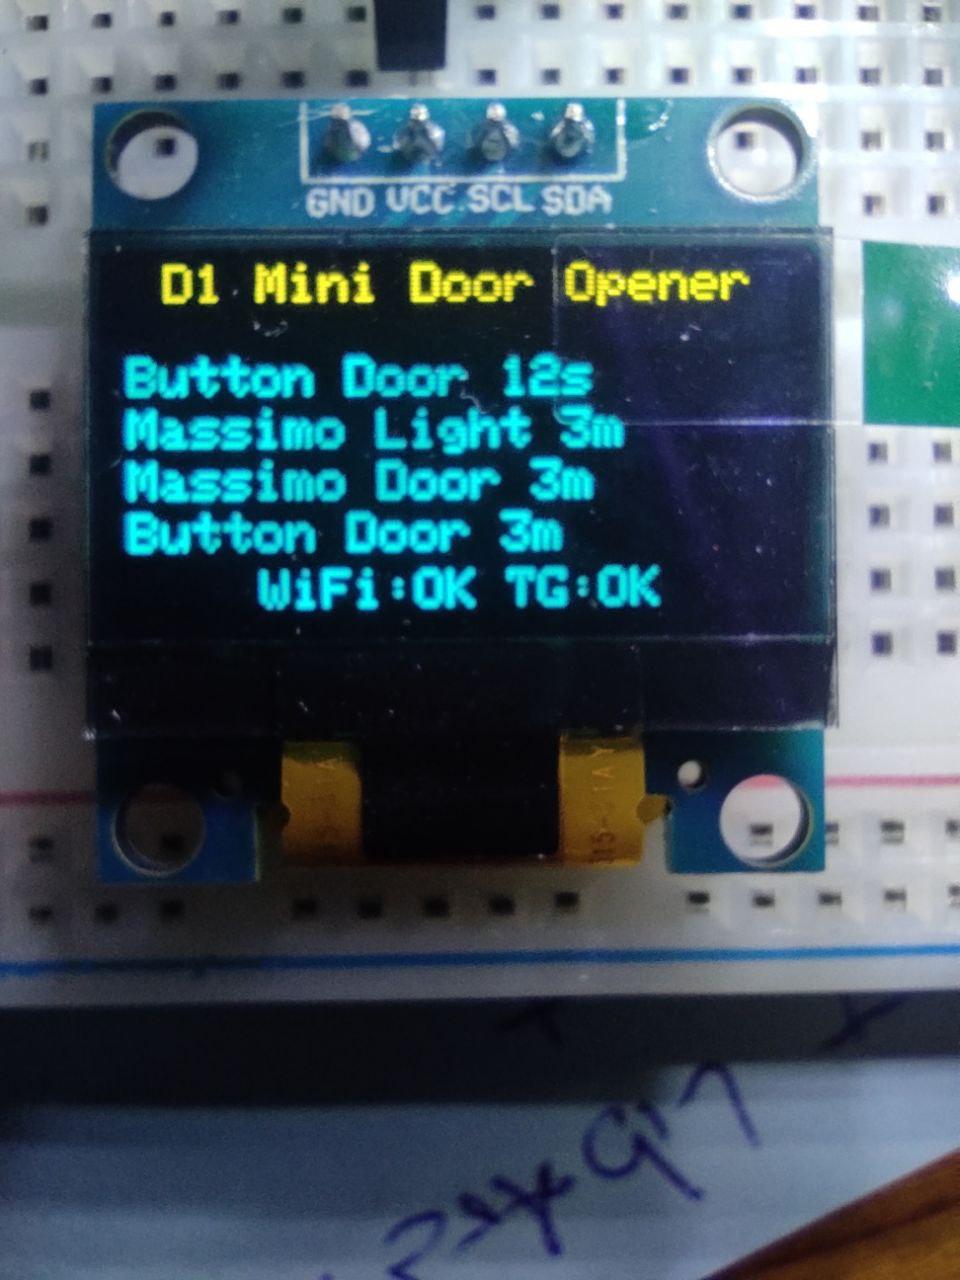 GND VCC SCL SDA
D1 Mini Door Opener
Button Door 12s
Massimo Light 3m
Massimo Door 3m
Button Door 3m
WiFi:OK TG:OK